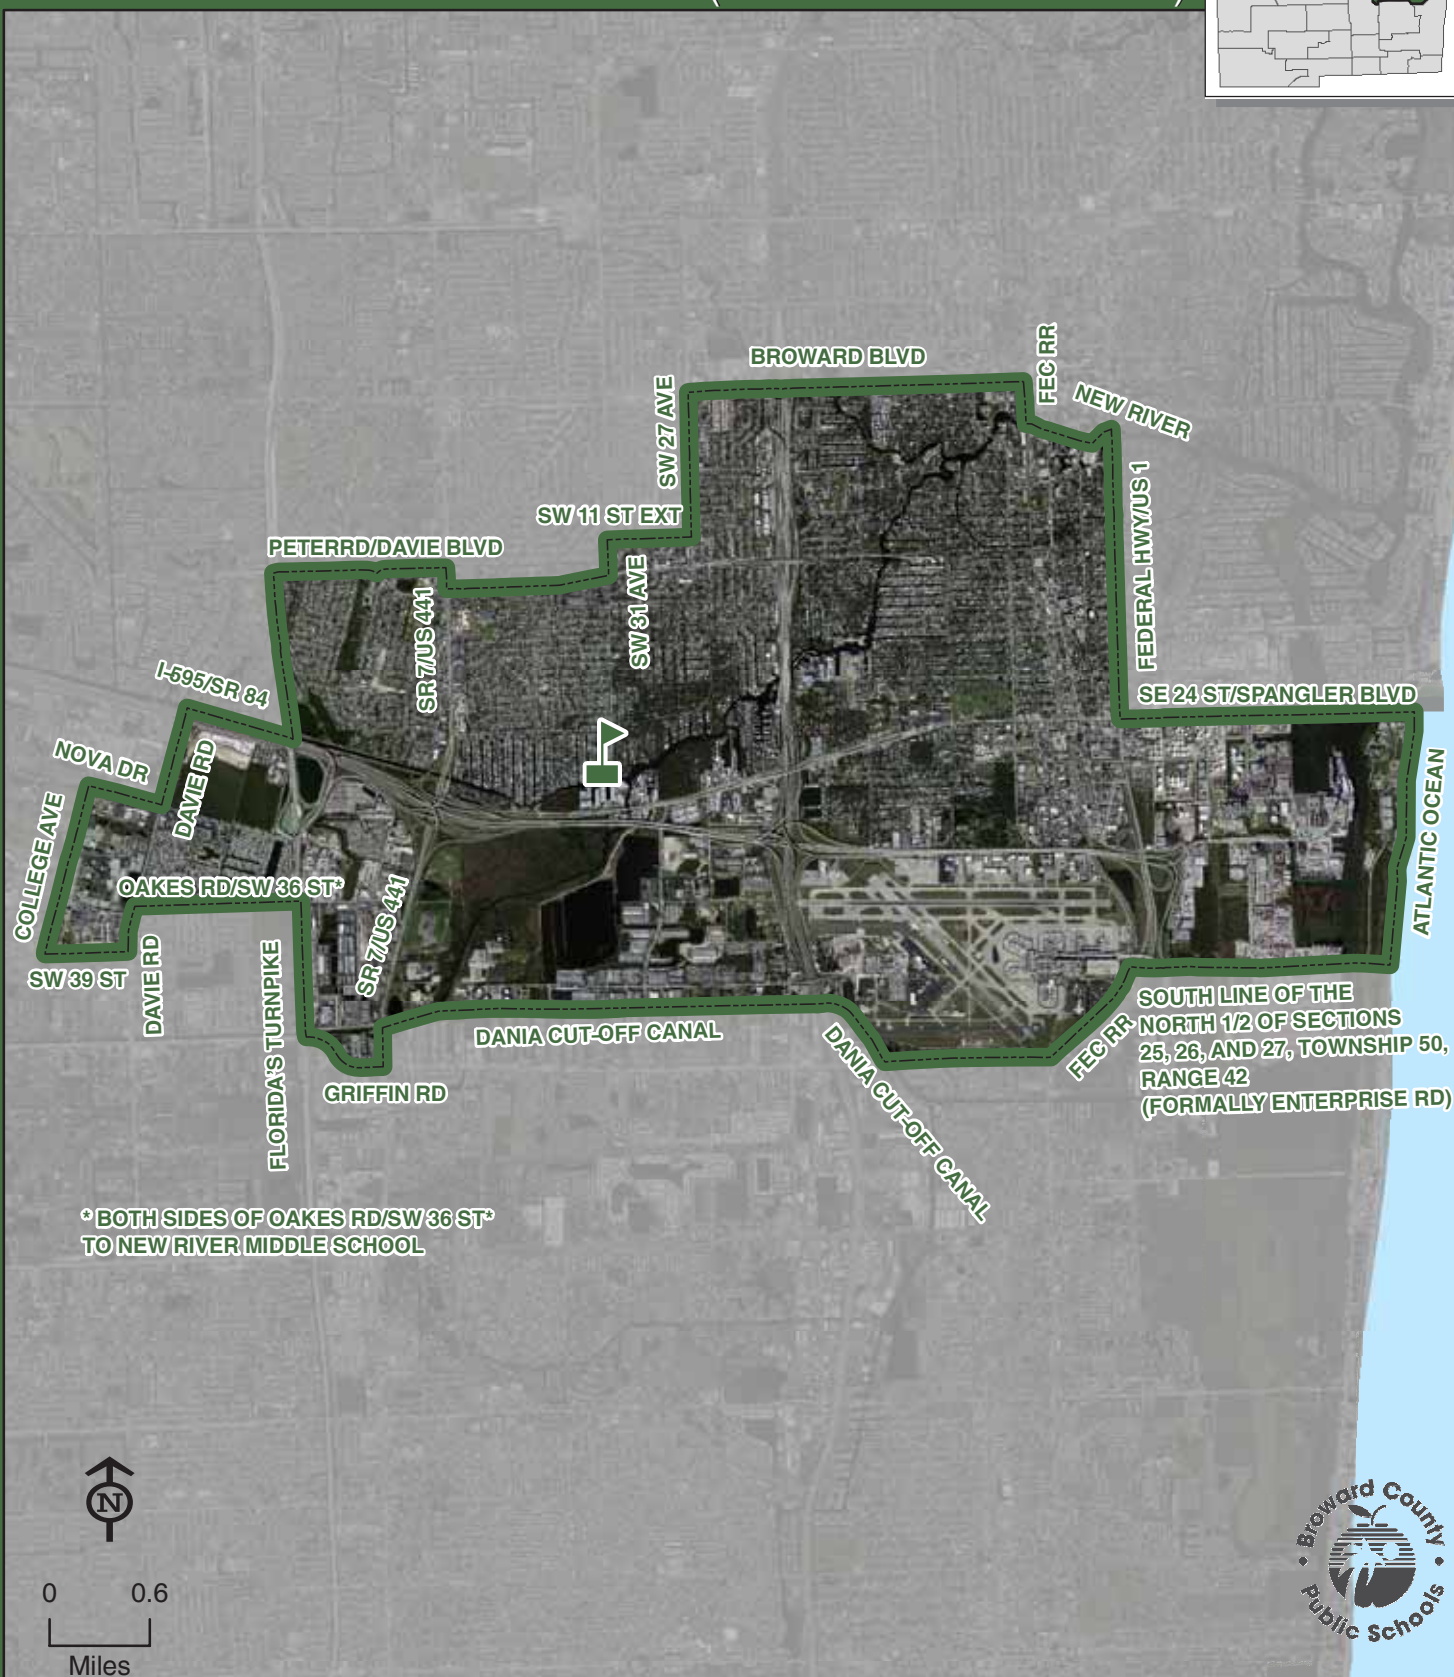 BROWARD BLVD
FEC RR
NEW RIVER
SW 27 AVE
SW 11 ST EXT
PETERRD/DAVIE BLVD
SR 7/US 441
SW 31 AVE
FEDERAL HWY/US 1
I-595/SR 84
SE 24 ST/SPANGLER BLVD
NOVA DR
DAVIE RD
COLLEGE AVE
ATLANTIC OCEAN
OAKES RD/SW 36 ST*
SR 7/US 441
SW 39 ST
DAVIE RD
FLORIDA'S TURNPIKE
DANIA CUT-OFF CANAL
GRIFFIN RD
DANIA CUT-OFF CANAL
FEC RR
SOUTH LINE OF THE
NORTH 1/2 OF SECTIONS
25, 26, AND 27, TOWNSHIP 50,
RANGE 42
(FORMALLY ENTERPRISE RD)
* BOTH SIDES OF OAKES RD/SW 36 ST*
TO NEW RIVER MIDDLE SCHOOL
N
0 0.6
Miles
Broward County
Public Schools